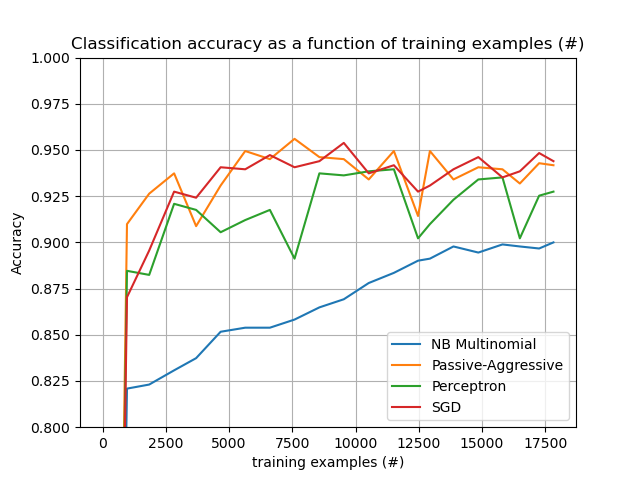 Classification accuracy as a function of training examples (#)
1.000
0.975
0.950
0.925
0.900
0.875
0.850
0.825
0.800
Accuracy
NB Multinomial
Passive-Aggressive
Perceptron
SGD
0 2500 5000 7500 10000 12500 15000 17500
training examples (#)